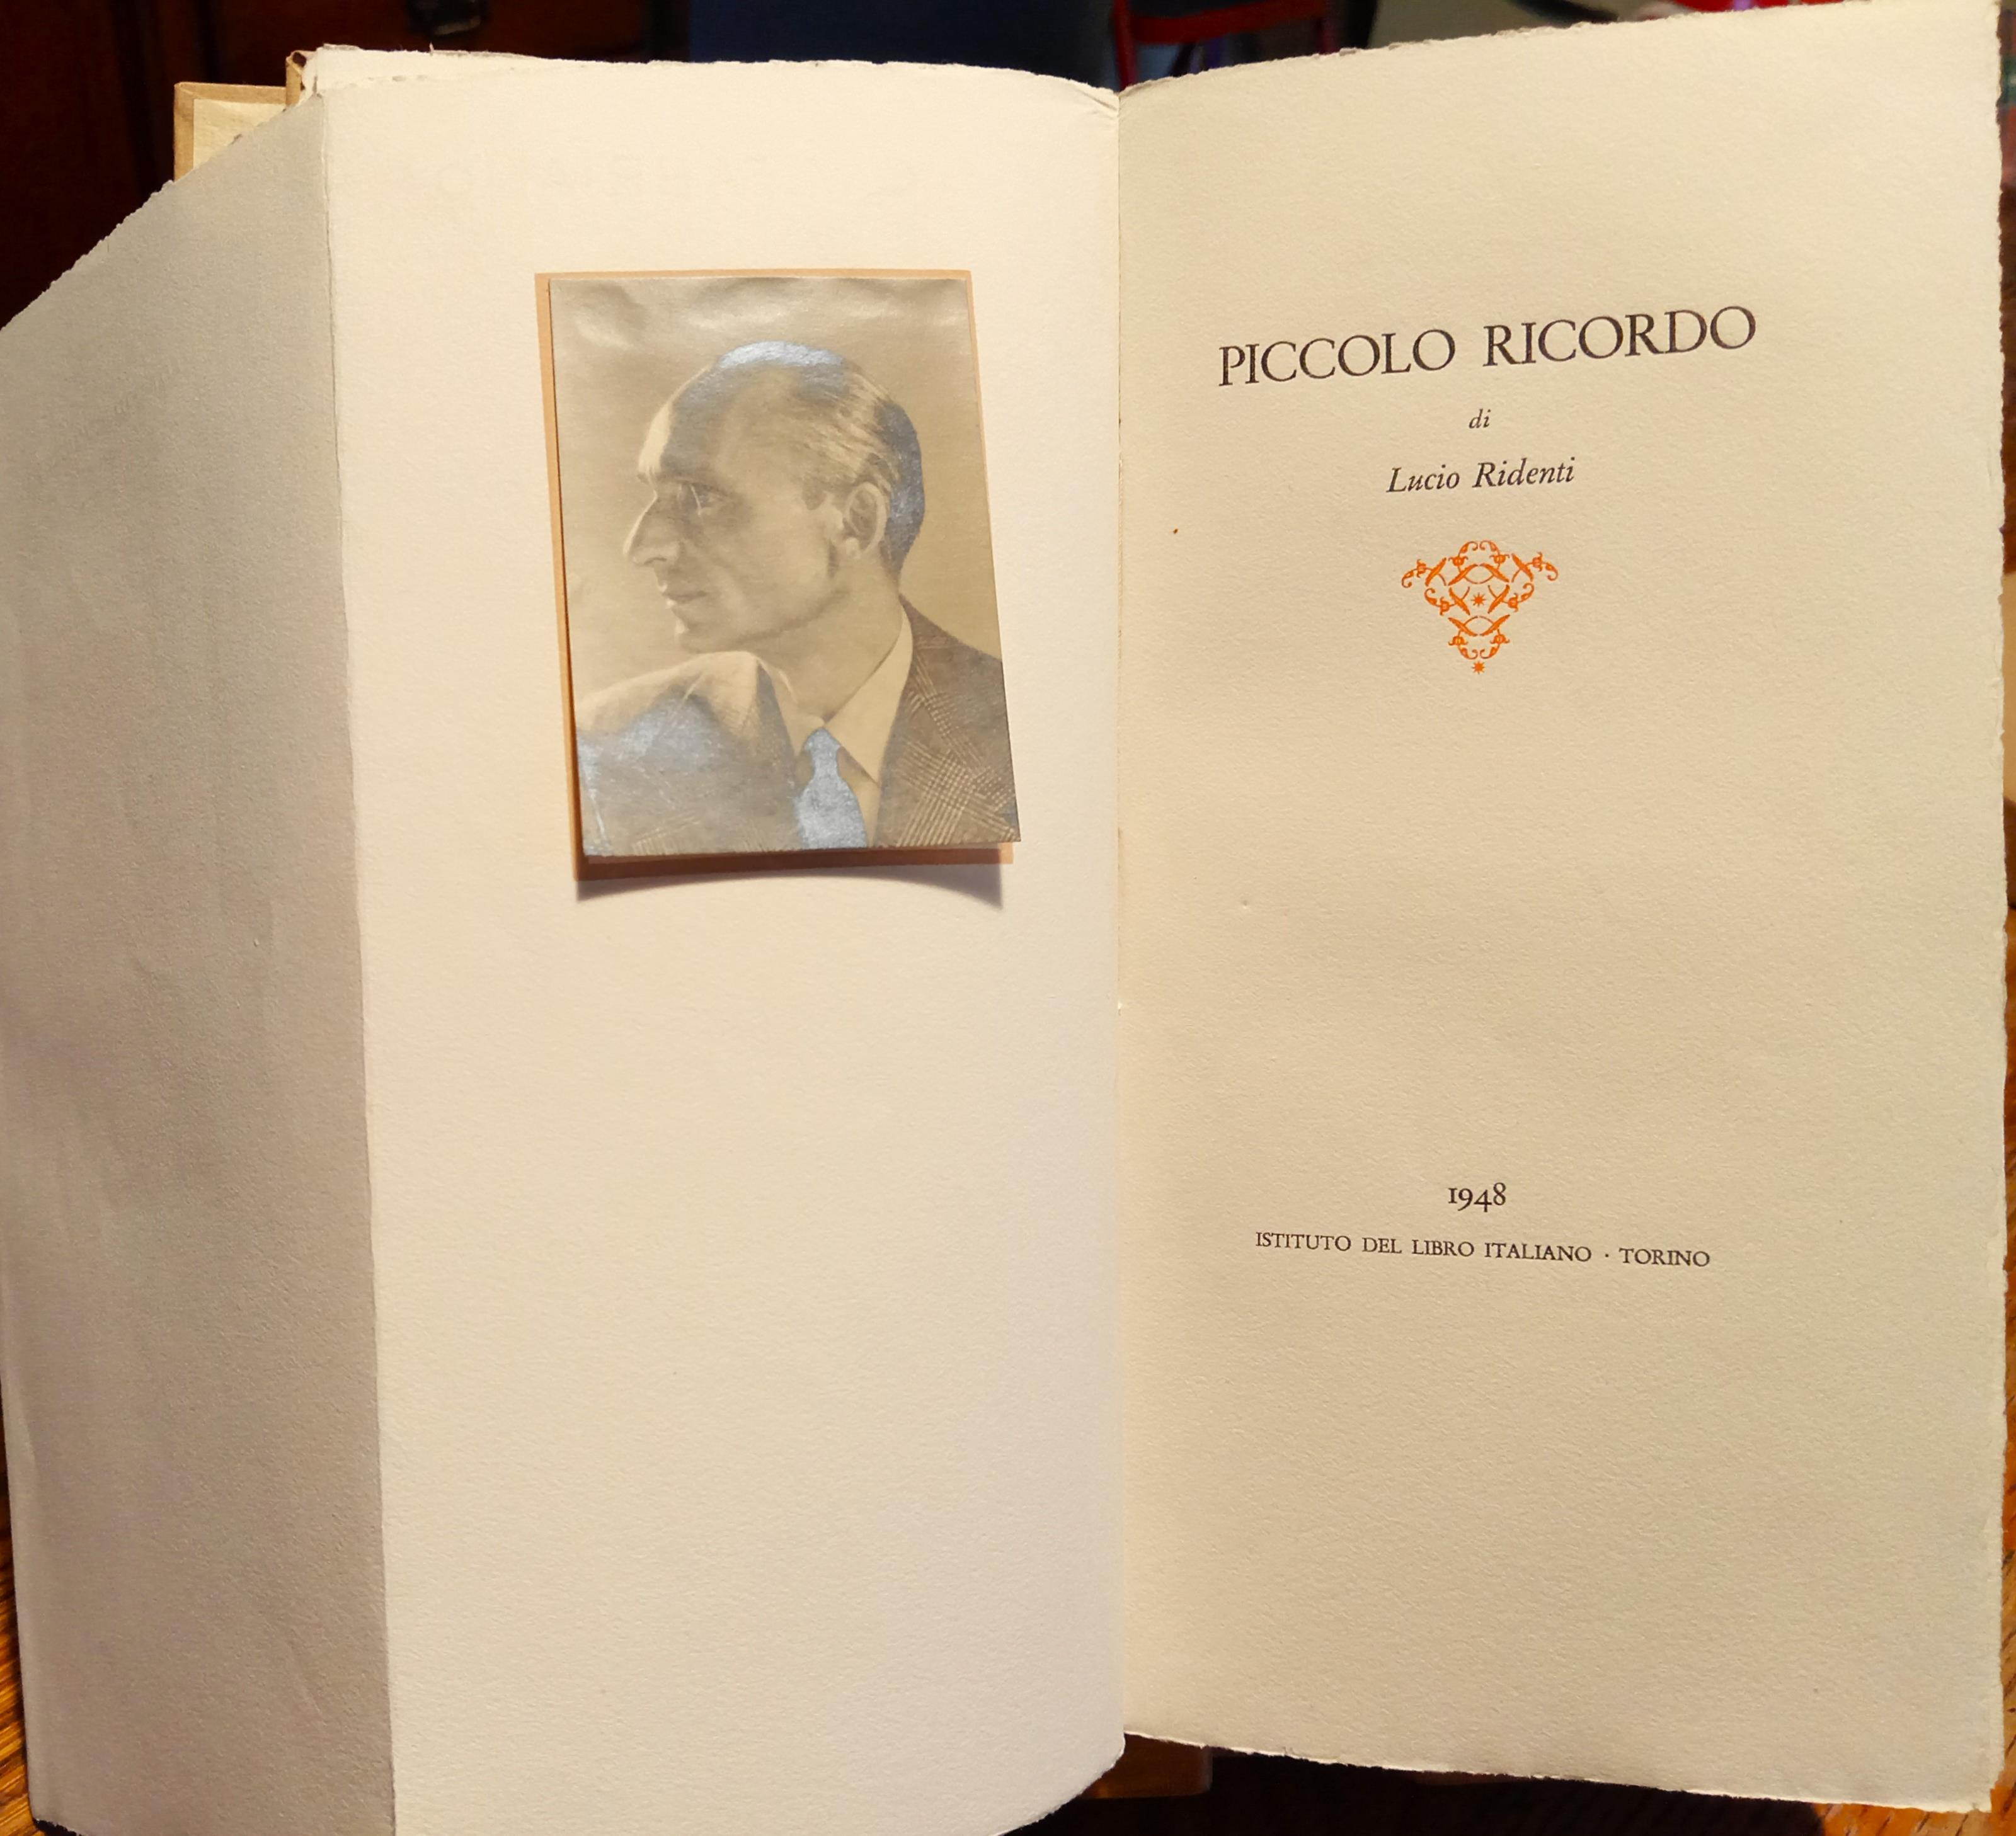 PICCOLO RICORDO
di
Lucio Ridenti
1948
ISTITUTO DEL LIBRO ITALIANO · TORINO